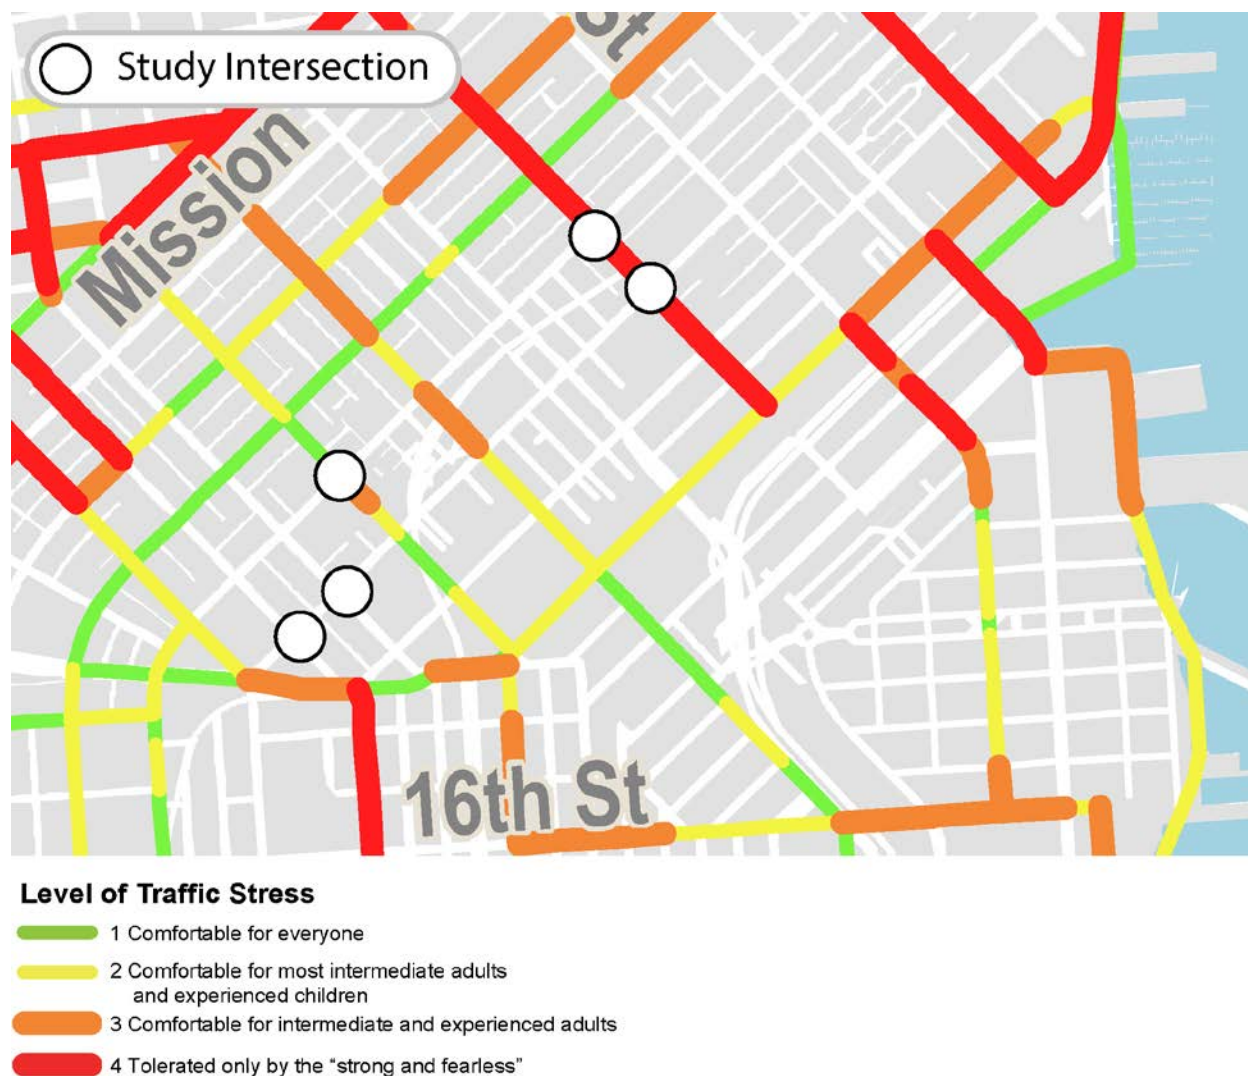 St
Study Intersection
Mission
16th St
Level of Traffic Stress
1 Comfortable for everyone
2 Comfortable for most intermediate adults
and experienced children
3 Comfortable for intermediate and experienced adults
4 Tolerated only by the “strong and fearless”